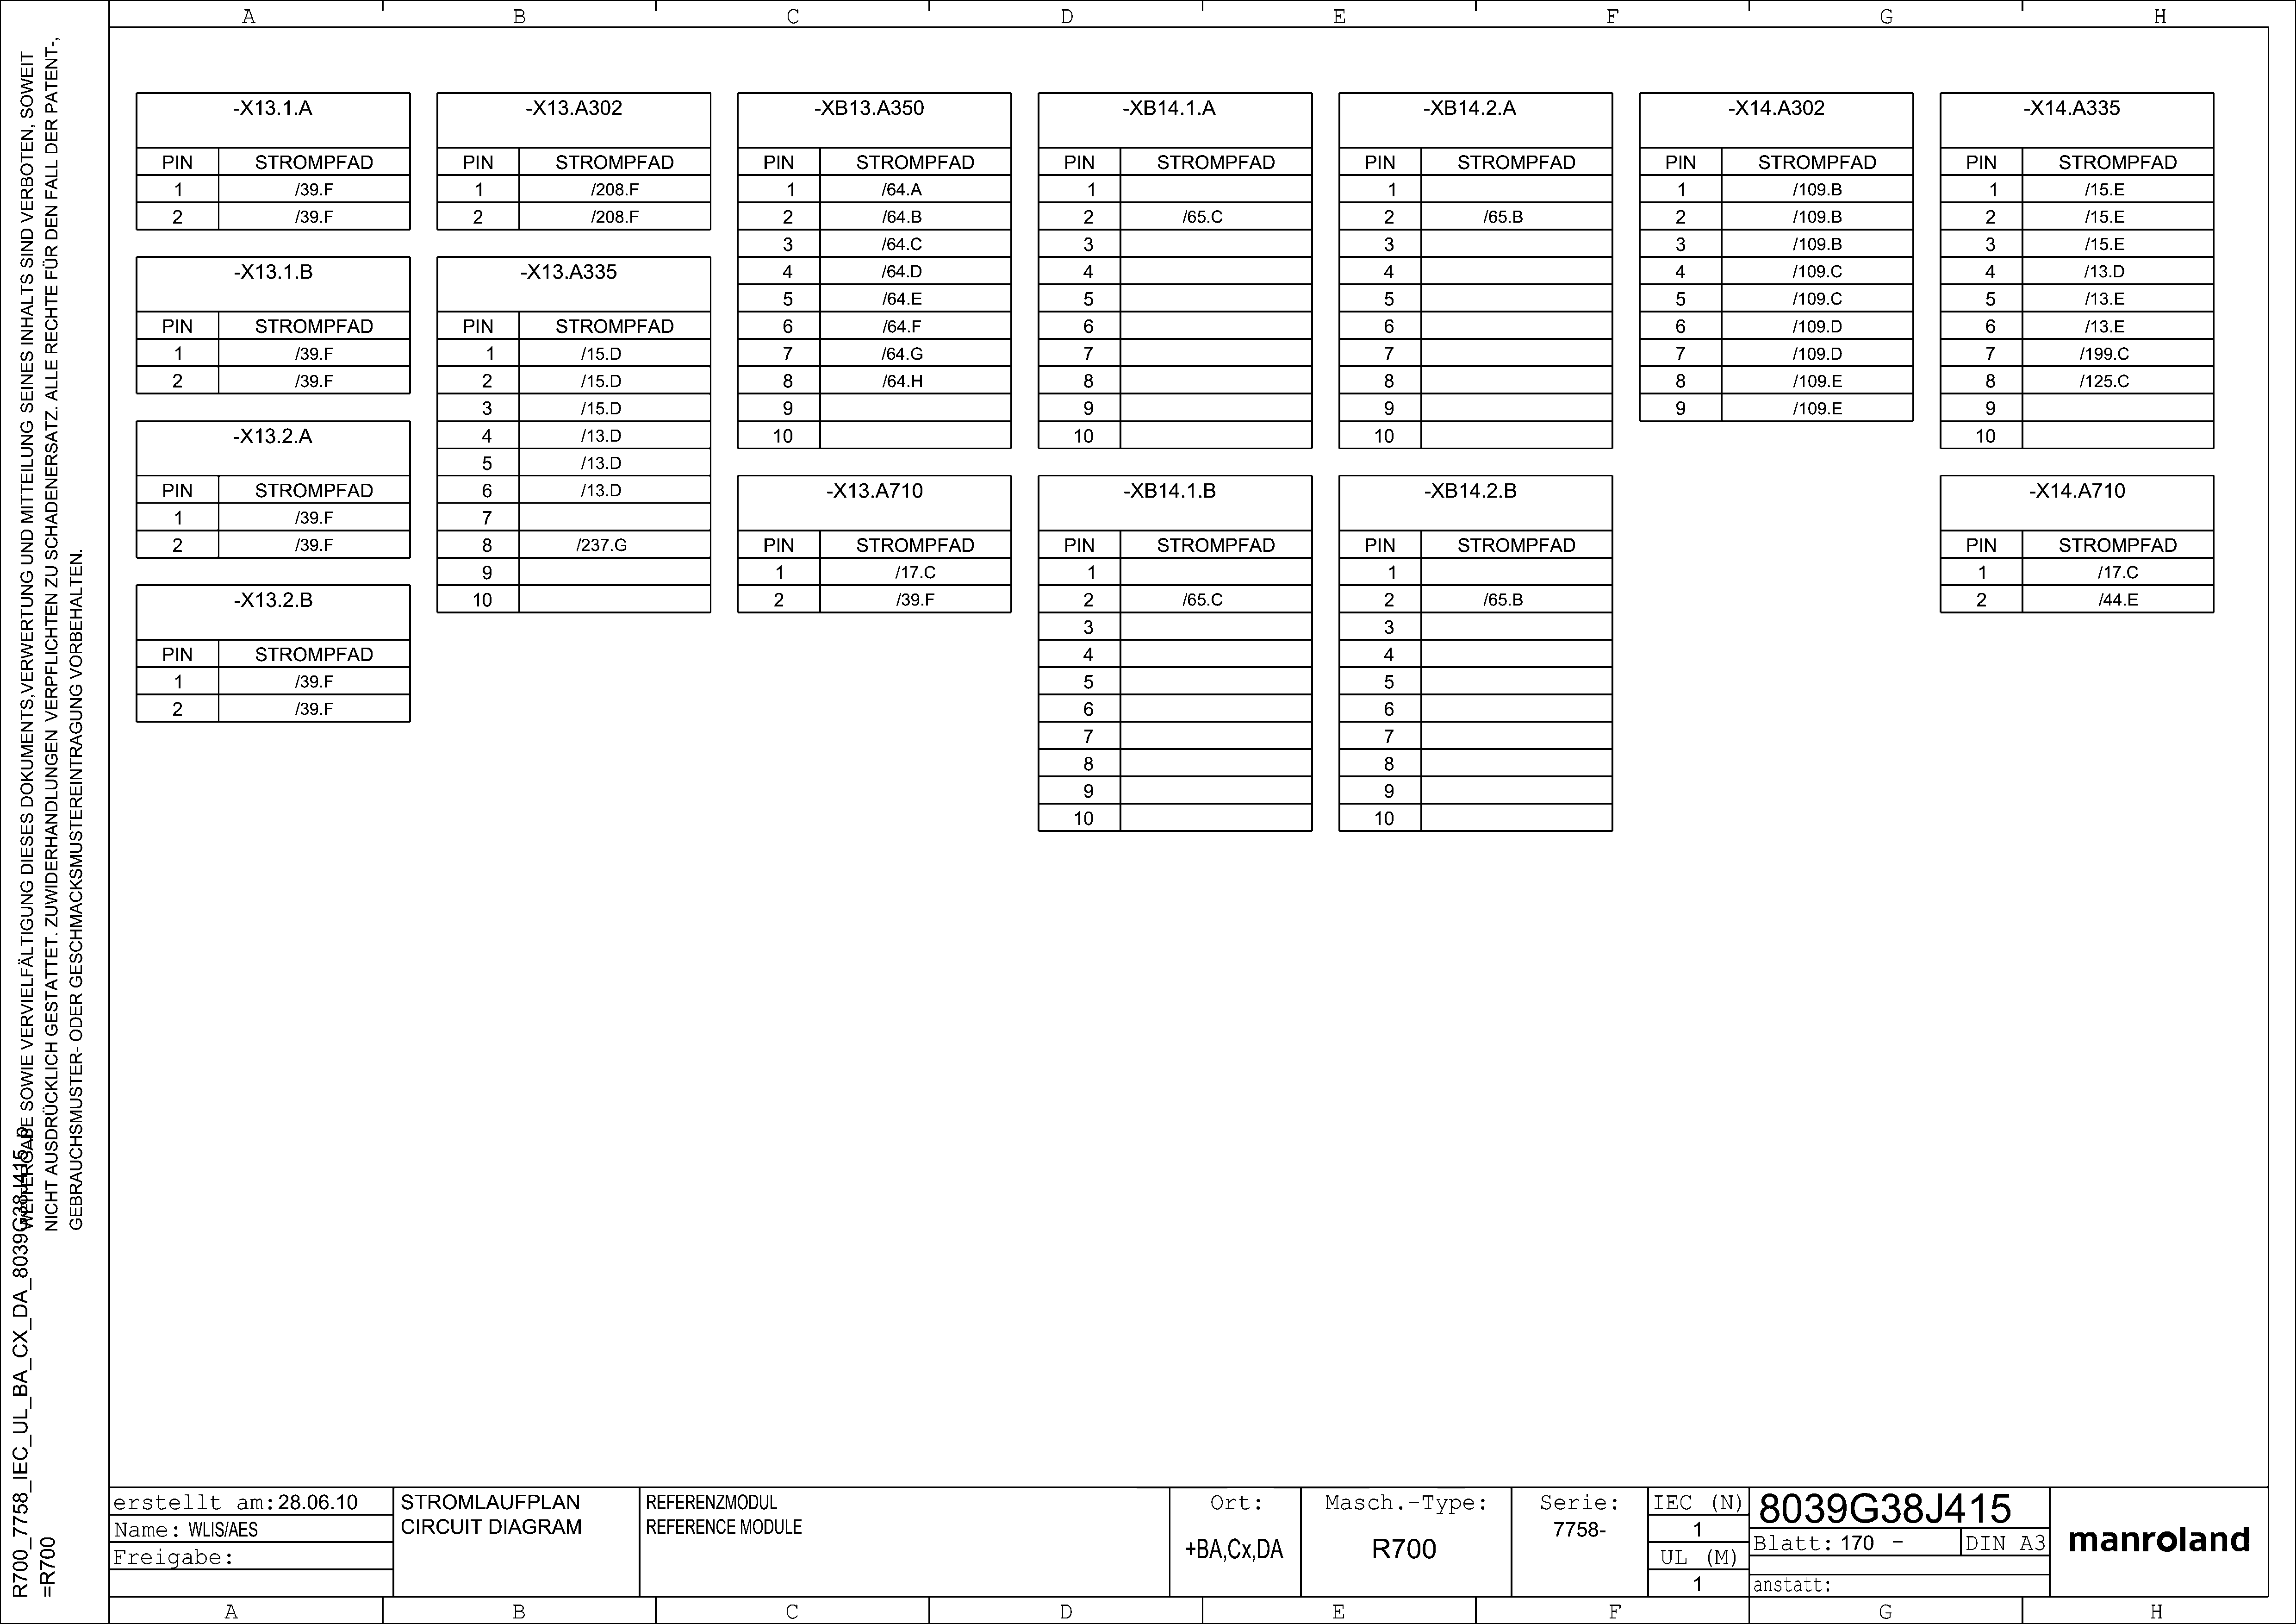 A B C D E F G H
-X13.1.A
PIN STROMPFAD
1 /39.F
2 /39.F
-X13.1.B
PIN STROMPFAD
1 /39.F
2 /39.F
-X13.2.A
PIN STROMPFAD
1 /39.F
2 /39.F
-X13.2.B
PIN STROMPFAD
1 /39.F
2 /39.F
-X13.A302
PIN STROMPFAD
1 /208.F
2 /208.F
-X13.A335
PIN STROMPFAD
1 /15.D
2 /15.D
3 /15.D
4 /13.D
5 /13.D
6 /13.D
7
8 /237.G
9
10
-XB13.A350
PIN STROMPFAD
1 /64.A
2 /64.B
3 /64.C
4 /64.D
5 /64.E
6 /64.F
7 /64.G
8 /64.H
9
10
-X13.A710
PIN STROMPFAD
1 /17.C
2 /39.F
-XB14.1.A
PIN STROMPFAD
1
2 /65.C
3
4
5
6
7
8
9
10
-XB14.1.B
PIN STROMPFAD
1
2 /65.C
3
4
5
6
7
8
9
10
-XB14.2.A
PIN STROMPFAD
1
2 /65.B
3
4
5
6
7
8
9
10
-XB14.2.B
PIN STROMPFAD
1
2 /65.B
3
4
5
6
7
8
9
10
-X14.A302
PIN STROMPFAD
1 /109.B
2 /109.B
3 /109.B
4 /109.C
5 /109.C
6 /109.D
7 /109.D
8 /109.E
9 /109.E
-X14.A335
PIN STROMPFAD
1 /15.E
2 /15.E
3 /15.E
4 /13.D
5 /13.E
6 /13.E
7 /199.C
8 /125.C
9
10
-X14.A710
PIN STROMPFAD
1 /17.C
2 /44.E
WEITERGABE SOWIE VERVIELFÄLTIGUNG DIESES DOKUMENTS,VERWERTUNG UND MITTEILUNG SEINES INHALTS SIND VERBOTEN, SOWEIT
NICHT AUSDRÜCKLICH GESTATTET. ZUWIDERHANDLUNGEN VERPFLICHTEN ZU SCHADENERSATZ. ALLE RECHTE FÜR DEN FALL DER PATENT-,
GEBRAUCHSMUSTER- ODER GESCHMACKSMUSTEREINTRAGUNG VORBEHALTEN.
R700_7758_IEC_UL_BA_CX_DA_8039G38J415_p
=R700
erstellt am: 28.06.10
Name: WLIS/AES
Freigabe:
STROMLAUFPLAN
CIRCUIT DIAGRAM
REFERENZMODUL
REFERENCE MODULE
Ort:
+BA,Cx,DA
Masch.-Type:
R700
Serie:
7758-
IEC (N)
1
UL (M)
1
8039G38J415
Blatt: 170 - DIN A3
anstatt:
manroland
A B C D E F G H